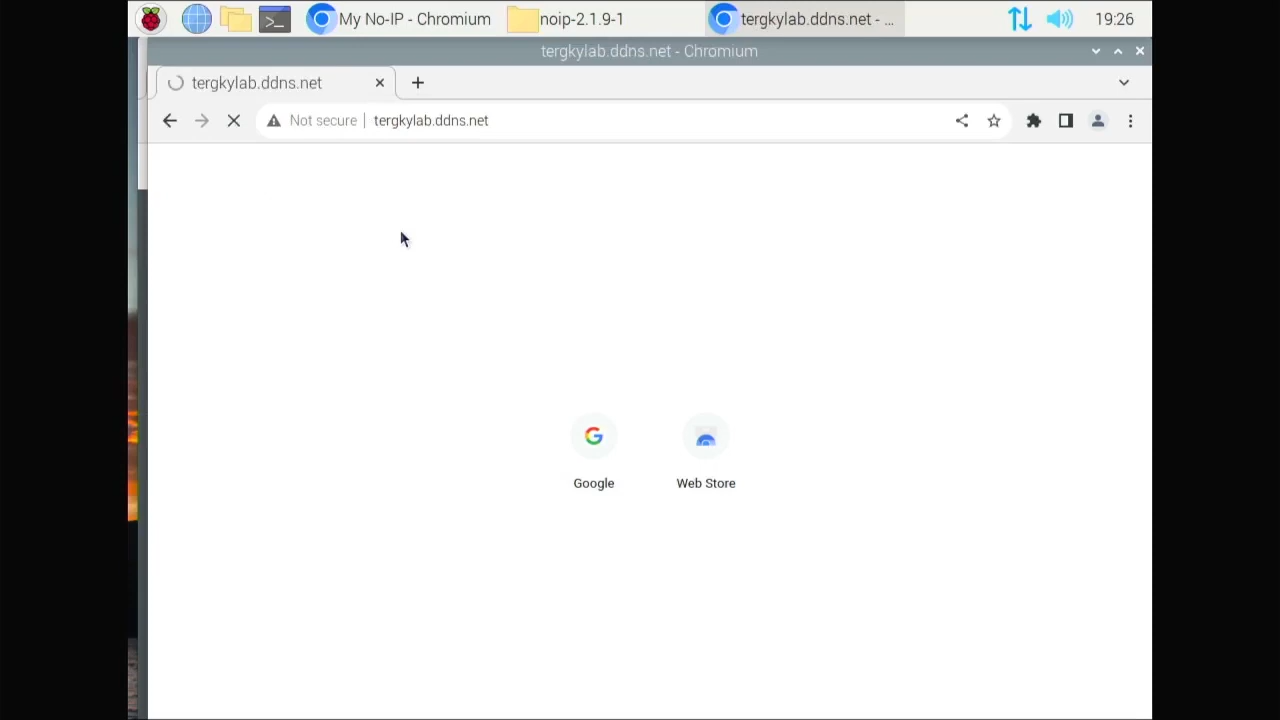 My No-IP - Chromium
noip-2.1.9-1
tergkylab.ddns.net - ...
19:26
tergkylab.ddns.net - Chromium
tergkylab.ddns.net
Not secure
tergkylab.ddns.net
Google
Web Store